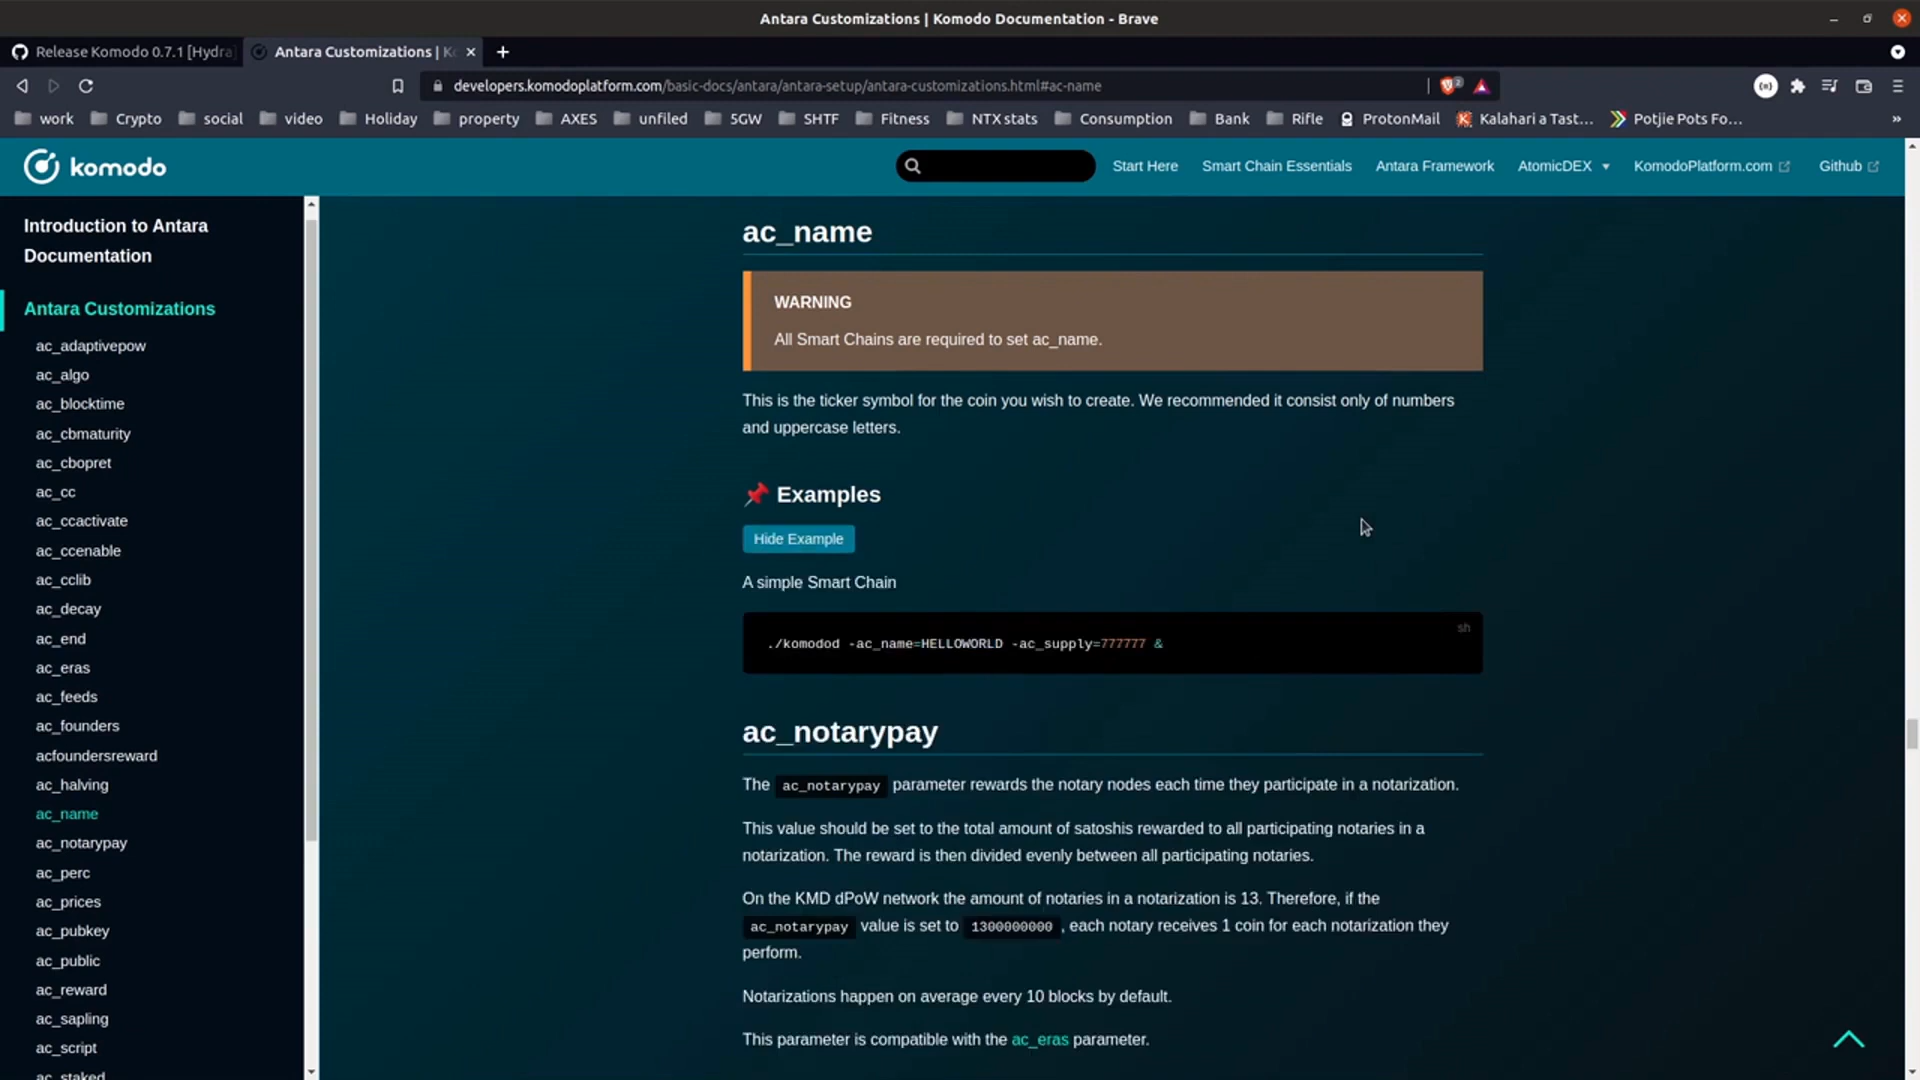 Antara Customizations | Komodo Documentation - Brave
Release Komodo 0.7.1 [Hydra
Antara Customizations | Ko
developers.komodoplatform.com/basic-docs/antara/antara-setup/antara-customizations.html#ac-name
2
work
Crypto
social
video
Holiday
property
AXES
unfiled
5GW
SHTF
Fitness
NTX stats
Consumption
Bank
Rifle
ProtonMail
Kalahari a Tast...
Potjie Pots Fo...
»
komodo
Start Here
Smart Chain Essentials
Antara Framework
AtomicDEX
KomodoPlatform.com
Github
Introduction to Antara
Documentation
Antara Customizations
ac_adaptivepow
ac_algo
ac_blocktime
ac_cbmaturity
ac_cbopret
ac_cc
ac_ccactivate
ac_ccenable
ac_cclib
ac_decay
ac_end
ac_eras
ac_feeds
ac_founders
acfoundersreward
ac_halving
ac_name
ac_notarypay
ac_perc
ac_prices
ac_pubkey
ac_public
ac_reward
ac_sapling
ac_script
ac_staked
ac_name
WARNING
All Smart Chains are required to set ac_name.
This is the ticker symbol for the coin you wish to create. We recommended it consist only of numbers
and uppercase letters.
Examples
Hide Example
A simple Smart Chain
sh
./komodod -ac_name=HELLOWORLD -ac_supply=777777 &
ac_notarypay
The ac_notarypay parameter rewards the notary nodes each time they participate in a notarization.
This value should be set to the total amount of satoshis rewarded to all participating notaries in a
notarization. The reward is then divided evenly between all participating notaries.
On the KMD dPoW network the amount of notaries in a notarization is 13. Therefore, if the
ac_notarypay value is set to 1300000000 , each notary receives 1 coin for each notarization they
perform.
Notarizations happen on average every 10 blocks by default.
This parameter is compatible with the ac_eras parameter.